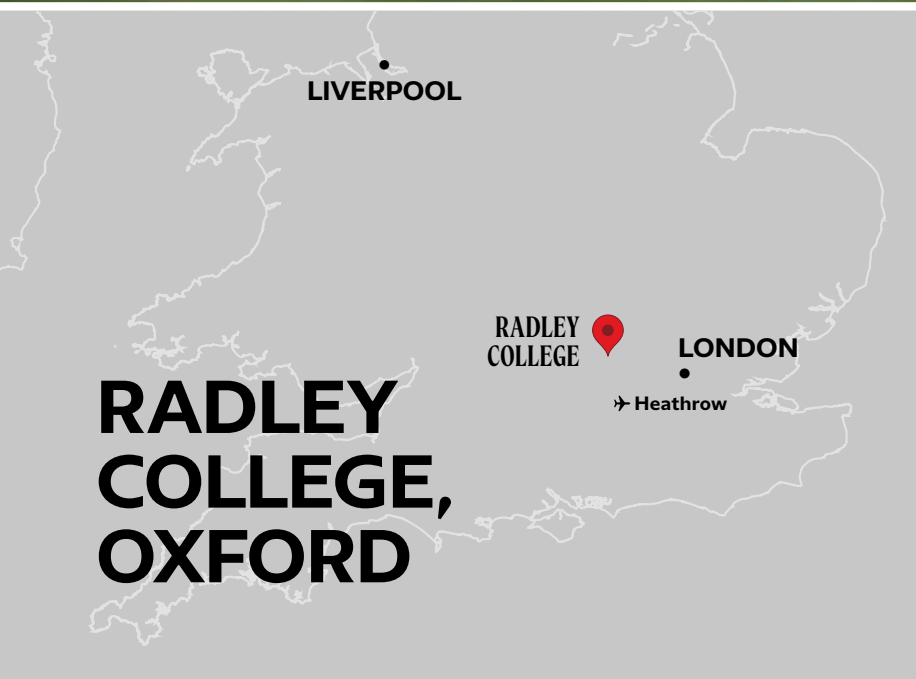 LIVERPOOL
RADLEY
COLLEGE
LONDON
Heathrow
RADLEY
COLLEGE,
OXFORD